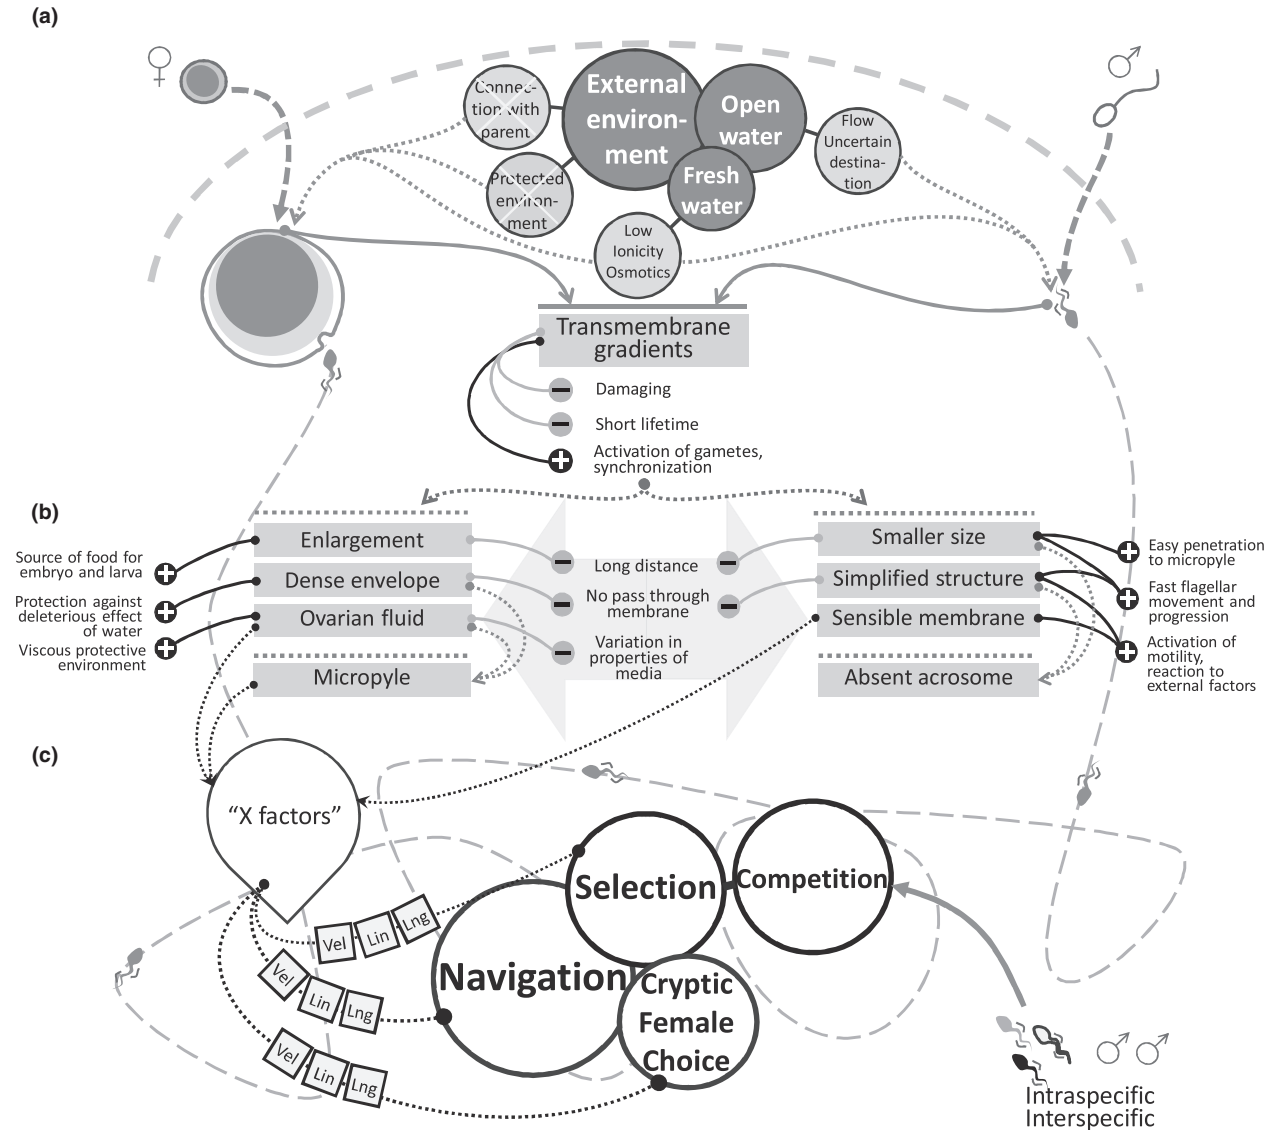 (a)
♀
♂
Connec-
tion with
parent
External
environ-
ment
Open
water
Flow
Uncertain
destina-
tion
Protected
environ-
ment
Fresh
water
Low
Ionicity
Osmotics
Transmembrane
gradients
Damaging
Short lifetime
Activation of gametes,
synchronization
(b)
Source of food for
embryo and larva
Protection against
deleterious effect
of water
Viscous protective
environment
Enlargement
Dense envelope
Ovarian fluid
Micropyle
Long distance
No pass through
membrane
Variation in
properties of
media
Smaller size
Simplified structure
Sensible membrane
Absent acrosome
Easy penetration
to micropyle
Fast flagellar
movement and
progression
Activation of
motility,
reaction to
external factors
(c)
“X factors”
Selection
Competition
Navigation
Cryptic
Female
Choice
Vel Lin Lng
Vel Lin Lng
Vel Lin Lng
♂ ♂
Intraspecific
Interspecific